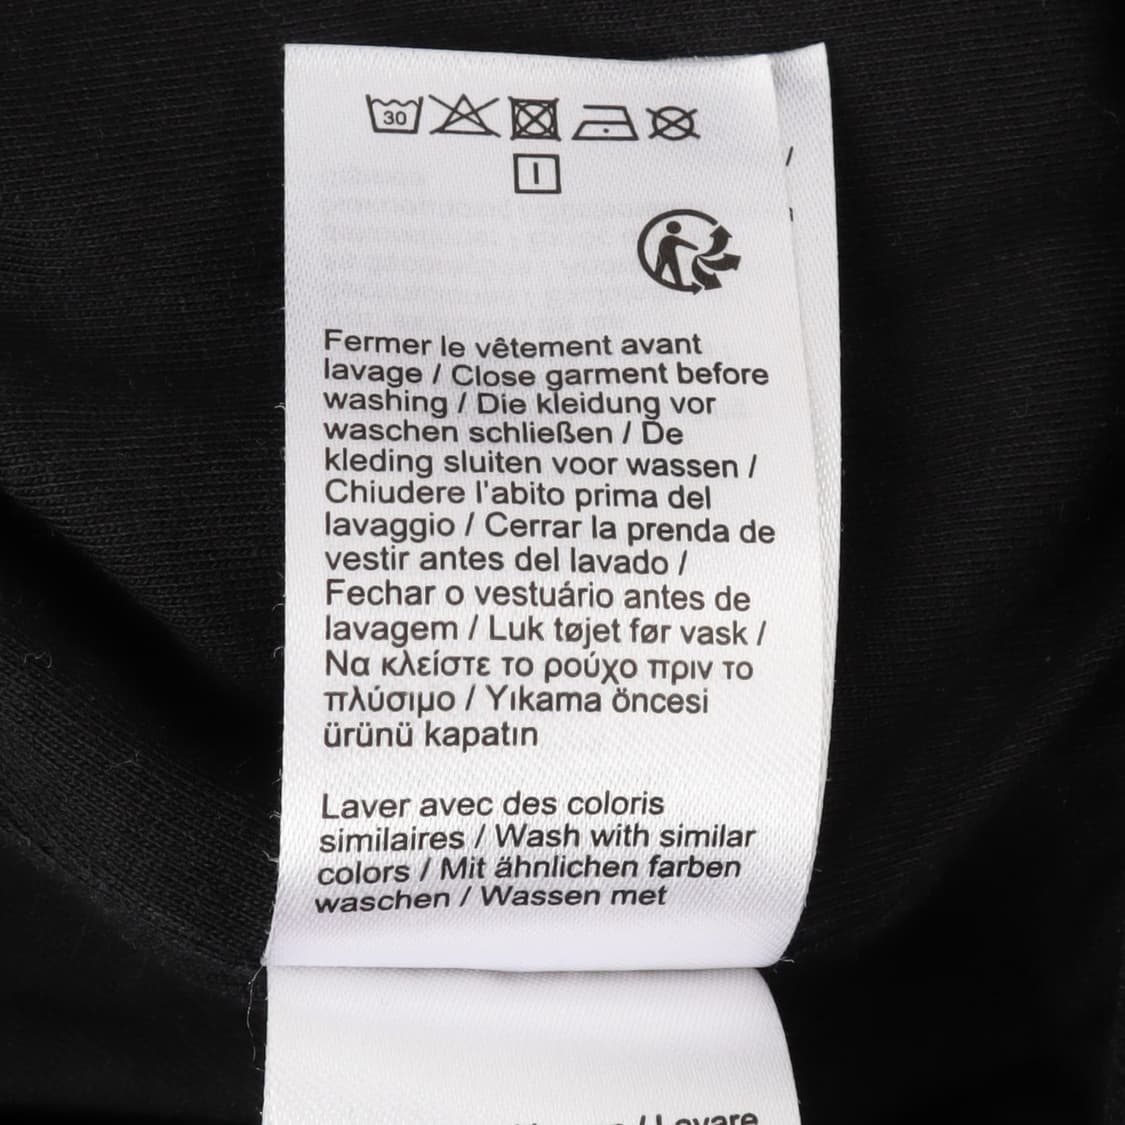 30
Fermer le vêtement avant
lavage / Close garment before
washing / Die kleidung vor
waschen schließen / De
kleding sluiten voor wassen /
Chiudere l'abito prima del
lavaggio / Cerrar la prenda de
vestir antes del lavado /
Fechar o vestuário antes de
lavagem / Luk tøjet før vask /
Να κλείστε το ρούχο πριν το
πλύσιμο / Yıkama öncesi
ürünü kapatın
Laver avec des coloris
similaires / Wash with similar
colors / Mit ähnlichen farben
waschen / Wassen met
/ Lavare